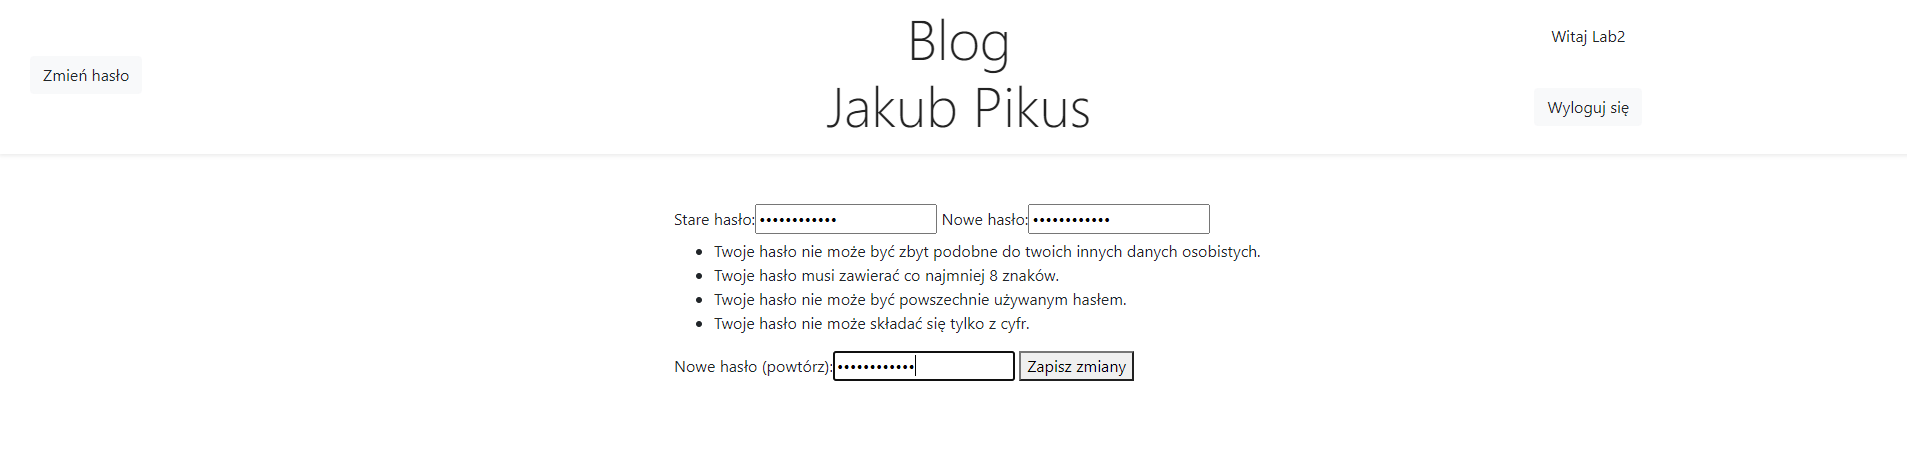 Blog
Jakub Pikus
Witaj Lab2
Zmień hasło
Wyloguj się
Stare hasło: •••••••••••• Nowe hasło: ••••••••••••
• Twoje hasło nie może być zbyt podobne do twoich innych danych osobistych.
• Twoje hasło musi zawierać co najmniej 8 znaków.
• Twoje hasło nie może być powszechnie używanym hasłem.
• Twoje hasło nie może składać się tylko z cyfr.
Nowe hasło (powtórz): •••••••••••• Zapisz zmiany